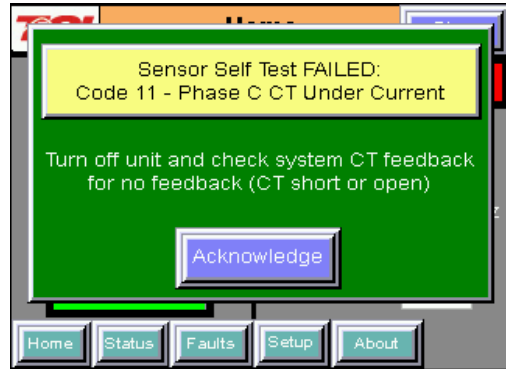 Sensor Self Test FAILED:
Code 11 - Phase C CT Under Current
Turn off unit and check system CT feedback
for no feedback (CT short or open)
Acknowledge
Home
Status
Faults
Setup
About